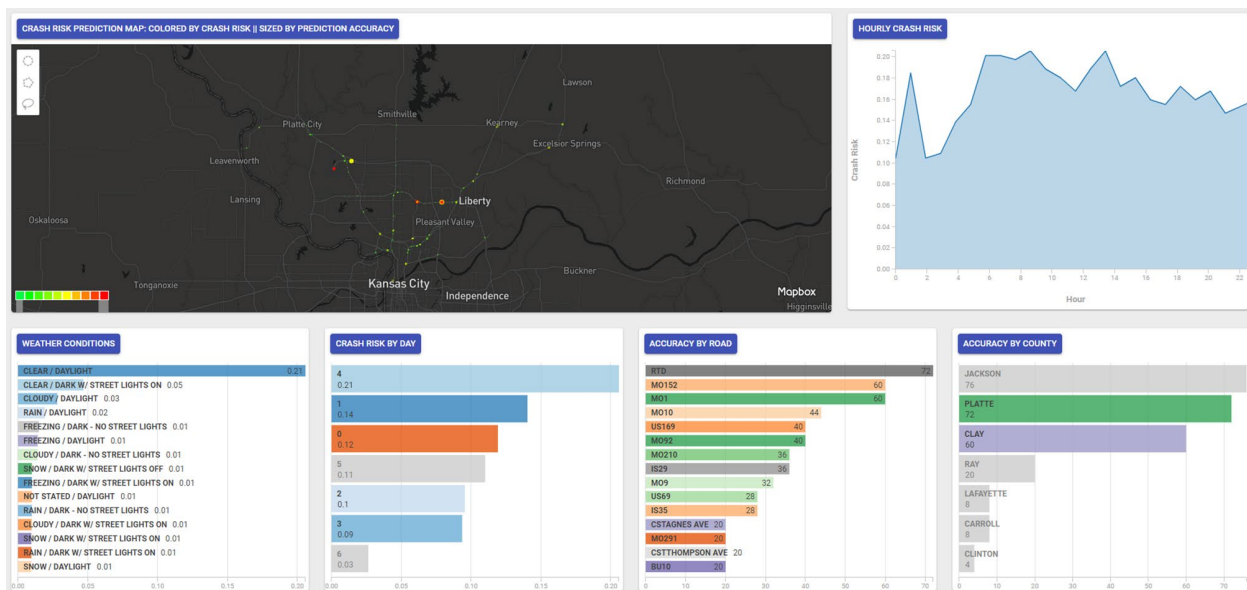 CRASH RISK PREDICTION MAP: COLORED BY CRASH RISK || SIZED BY PREDICTION ACCURACY
Lawson
Smithville
Platte City
Kearney
Excelsior Springs
Leavenworth
Richmond
Lansing
Liberty
Oskaloosa
Pleasant Valley
Buckner
Tonganoxie
Kansas City
Independence
Mapbox
Higginsville
HOURLY CRASH RISK
0.20
0.18
0.16
0.14
0.12
0.10
0.08
0.06
0.04
0.02
0.00
Crash Risk
0 2 4 6 8 10 12 14 16 18 20 22
Hour
WEATHER CONDITIONS
CLEAR / DAYLIGHT 0.21
CLEAR / DARK W/ STREET LIGHTS ON 0.05
CLOUDY / DAYLIGHT 0.03
RAIN / DAYLIGHT 0.02
FREEZING / DARK - NO STREET LIGHTS 0.01
FREEZING / DAYLIGHT 0.01
CLOUDY / DARK - NO STREET LIGHTS 0.01
SNOW / DARK W/ STREET LIGHTS OFF 0.01
FREEZING / DARK W/ STREET LIGHTS ON 0.01
NOT STATED / DAYLIGHT 0.01
RAIN / DARK - NO STREET LIGHTS 0.01
CLOUDY / DARK W/ STREET LIGHTS ON 0.01
SNOW / DARK W/ STREET LIGHTS ON 0.01
RAIN / DARK W/ STREET LIGHTS ON 0.01
SNOW / DAYLIGHT 0.01
0.00 0.05 0.10 0.15 0.20
CRASH RISK BY DAY
4
0.21
1
0.14
0
0.12
5
0.11
2
0.1
3
0.09
6
0.03
0.00 0.05 0.10 0.15 0.20
ACCURACY BY ROAD
RTD 72
MO152 60
MO1 60
MO10 44
US169 40
MO92 40
MO210 36
IS29 36
MO9 32
US69 28
IS35 28
CSTAGNES AVE 20
MO291 20
CSTTHOMPSON AVE 20
BU10 20
0 10 20 30 40 50 60 70
ACCURACY BY COUNTY
JACKSON
76
PLATTE
72
CLAY
60
RAY
20
LAFAYETTE
8
CARROLL
8
CLINTON
4
0 10 20 30 40 50 60 70